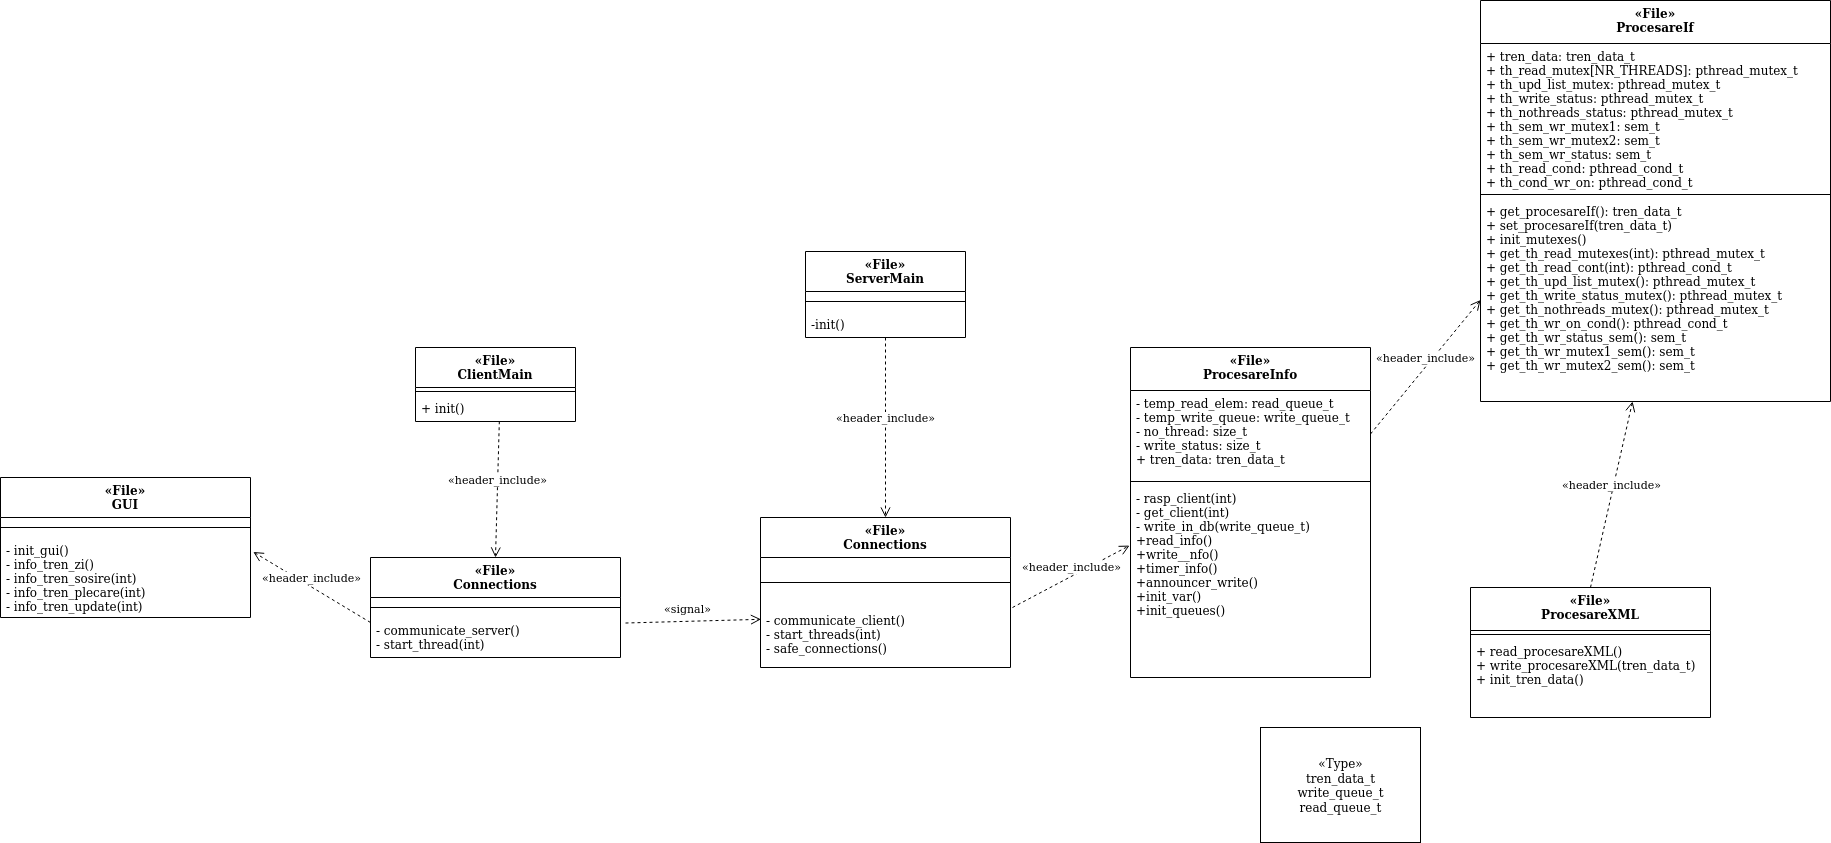 «File»
ProcesareIf
+ tren_data: tren_data_t
+ th_read_mutex[NR_THREADS]: pthread_mutex_t
+ th_upd_list_mutex: pthread_mutex_t
+ th_write_status: pthread_mutex_t
+ th_nothreads_status: pthread_mutex_t
+ th_sem_wr_mutex1: sem_t
+ th_sem_wr_mutex2: sem_t
+ th_sem_wr_status: sem_t
+ th_read_cond: pthread_cond_t
+ th_cond_wr_on: pthread_cond_t
+ get_procesareIf(): tren_data_t
+ set_procesareIf(tren_data_t)
+ init_mutexes()
+ get_th_read_mutexes(int): pthread_mutex_t
+ get_th_read_cont(int): pthread_cond_t
+ get_th_upd_list_mutex(): pthread_mutex_t
+ get_th_write_status_mutex(): pthread_mutex_t
+ get_th_nothreads_mutex(): pthread_mutex_t
+ get_th_wr_on_cond(): pthread_cond_t
+ get_th_wr_status_sem(): sem_t
+ get_th_wr_mutex1_sem(): sem_t
+ get_th_wr_mutex2_sem(): sem_t
«File»
ServerMain
-init()
«header_include»
«File»
ClientMain
+ init()
«header_include»
«File»
ProcesareInfo
- temp_read_elem: read_queue_t
- temp_write_queue: write_queue_t
- no_thread: size_t
- write_status: size_t
+ tren_data: tren_data_t
- rasp_client(int)
- get_client(int)
- write_in_db(write_queue_t)
+read_info()
+write__nfo()
+timer_info()
+announcer_write()
+init_var()
+init_queues()
«header_include»
«header_include»
«File»
GUI
- init_gui()
- info_tren_zi()
- info_tren_sosire(int)
- info_tren_plecare(int)
- info_tren_update(int)
«header_include»
«File»
Connections
- communicate_server()
- start_thread(int)
«signal»
«File»
Connections
- communicate_client()
- start_threads(int)
- safe_connections()
«header_include»
«File»
ProcesareXML
+ read_procesareXML()
+ write_procesareXML(tren_data_t)
+ init_tren_data()
«Type»
tren_data_t
write_queue_t
read_queue_t